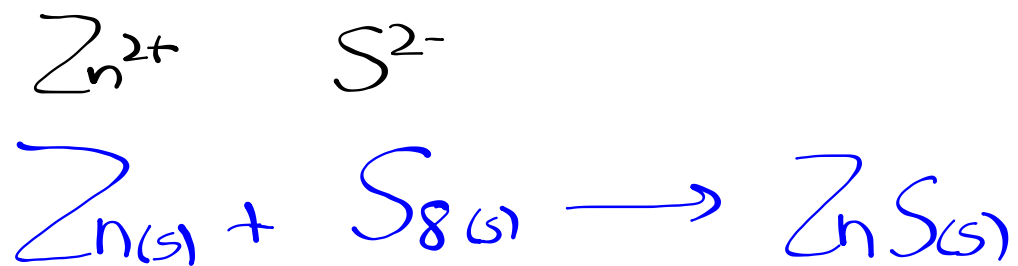 Zn²⁺ S²⁻
Zn(s) + S₈(s) → ZnS(s)